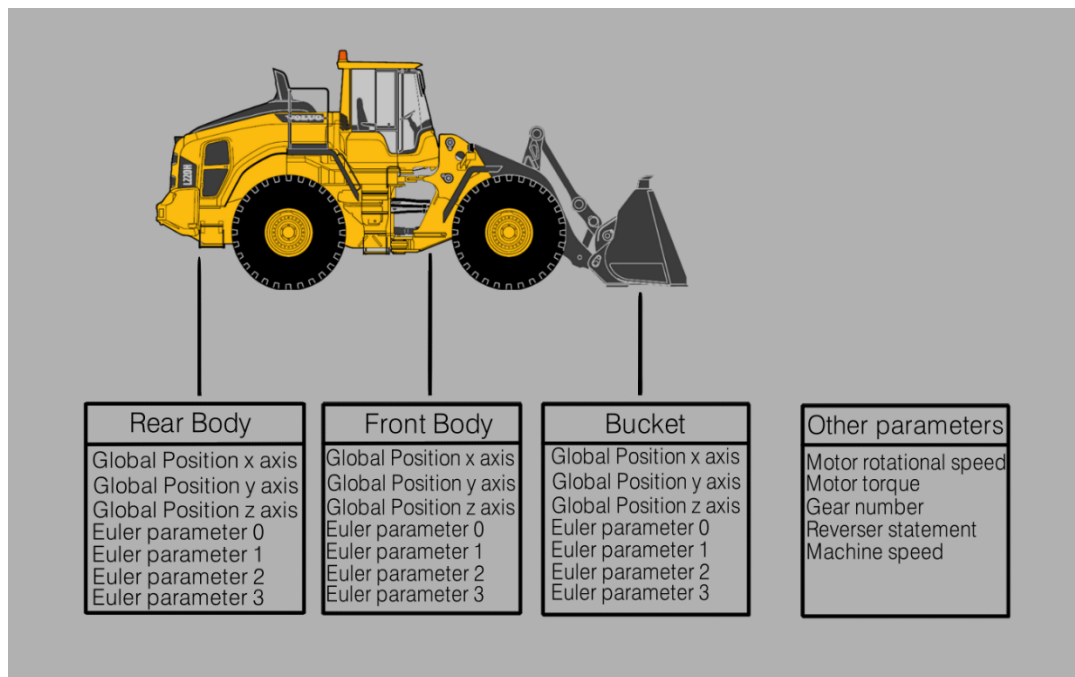 VOLVO
L220H
Rear Body
Global Position x axis
Global Position y axis
Global Position z axis
Euler parameter 0
Euler parameter 1
Euler parameter 2
Euler parameter 3
Front Body
Global Position x axis
Global Position y axis
Global Position z axis
Euler parameter 0
Euler parameter 1
Euler parameter 2
Euler parameter 3
Bucket
Global Position x axis
Global Position y axis
Global Position z axis
Euler parameter 0
Euler parameter 1
Euler parameter 2
Euler parameter 3
Other parameters
Motor rotational speed
Motor torque
Gear number
Reverser statement
Machine speed